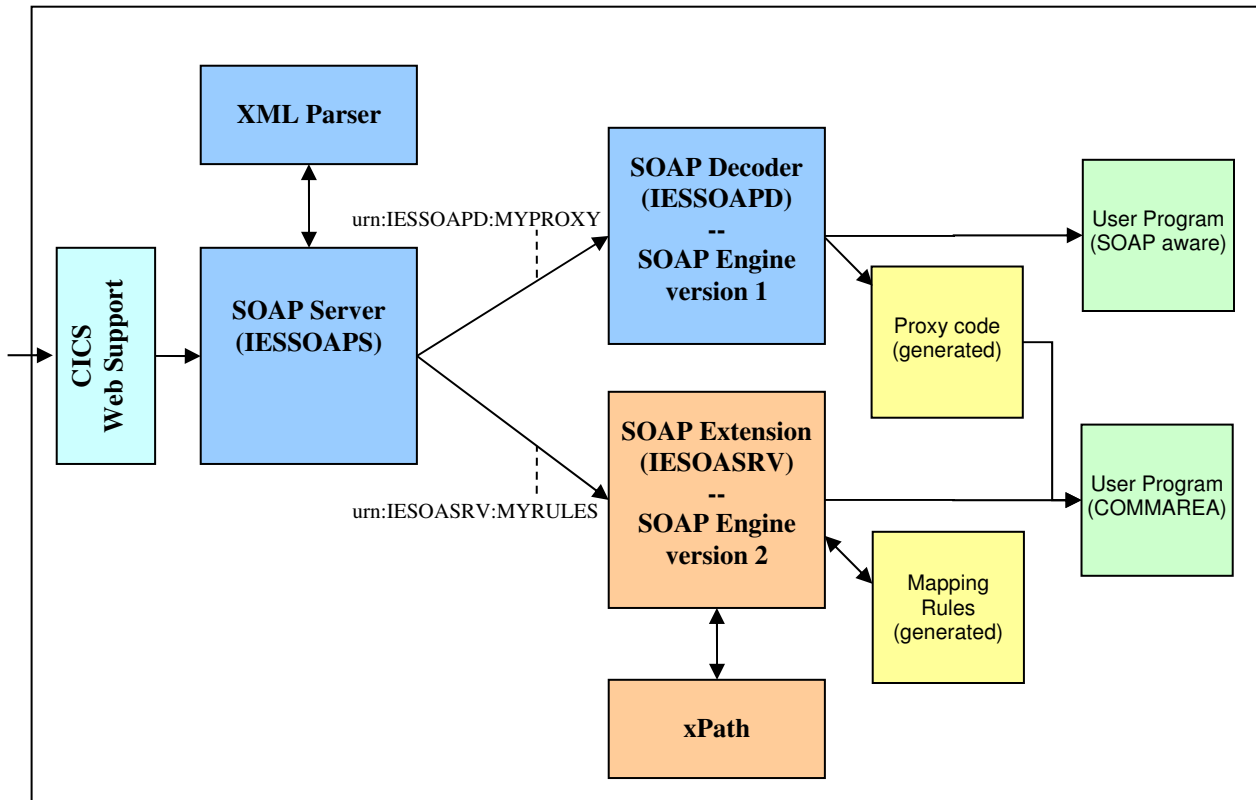 XML Parser
urn:IESSOAPD:MYPROXY
SOAP Decoder
(IESSOAPD)
--
SOAP Engine
version 1
User Program
(SOAP aware)
CICS
Web Support
SOAP Server
(IESSOAPS)
Proxy code
(generated)
urn:IESOASRV:MYRULES
SOAP Extension
(IESOASRV)
--
SOAP Engine
version 2
User Program
(COMMAREA)
Mapping
Rules
(generated)
xPath